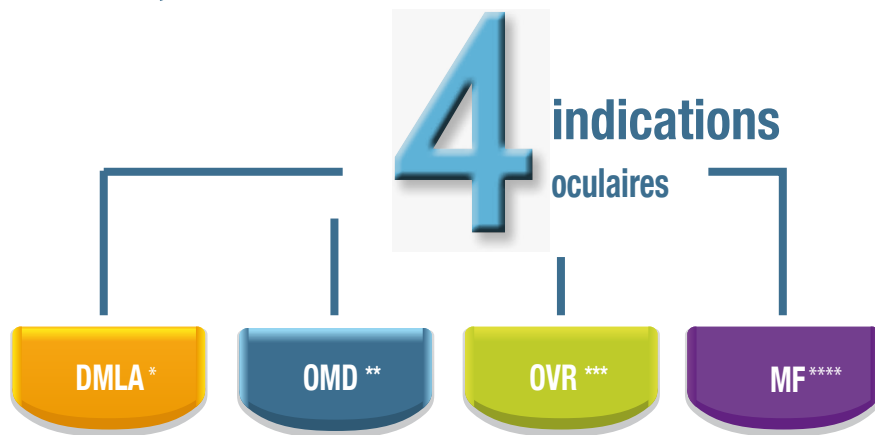 4 indications
oculaires
DMLA *
OMD **
OVR ***
MF ****